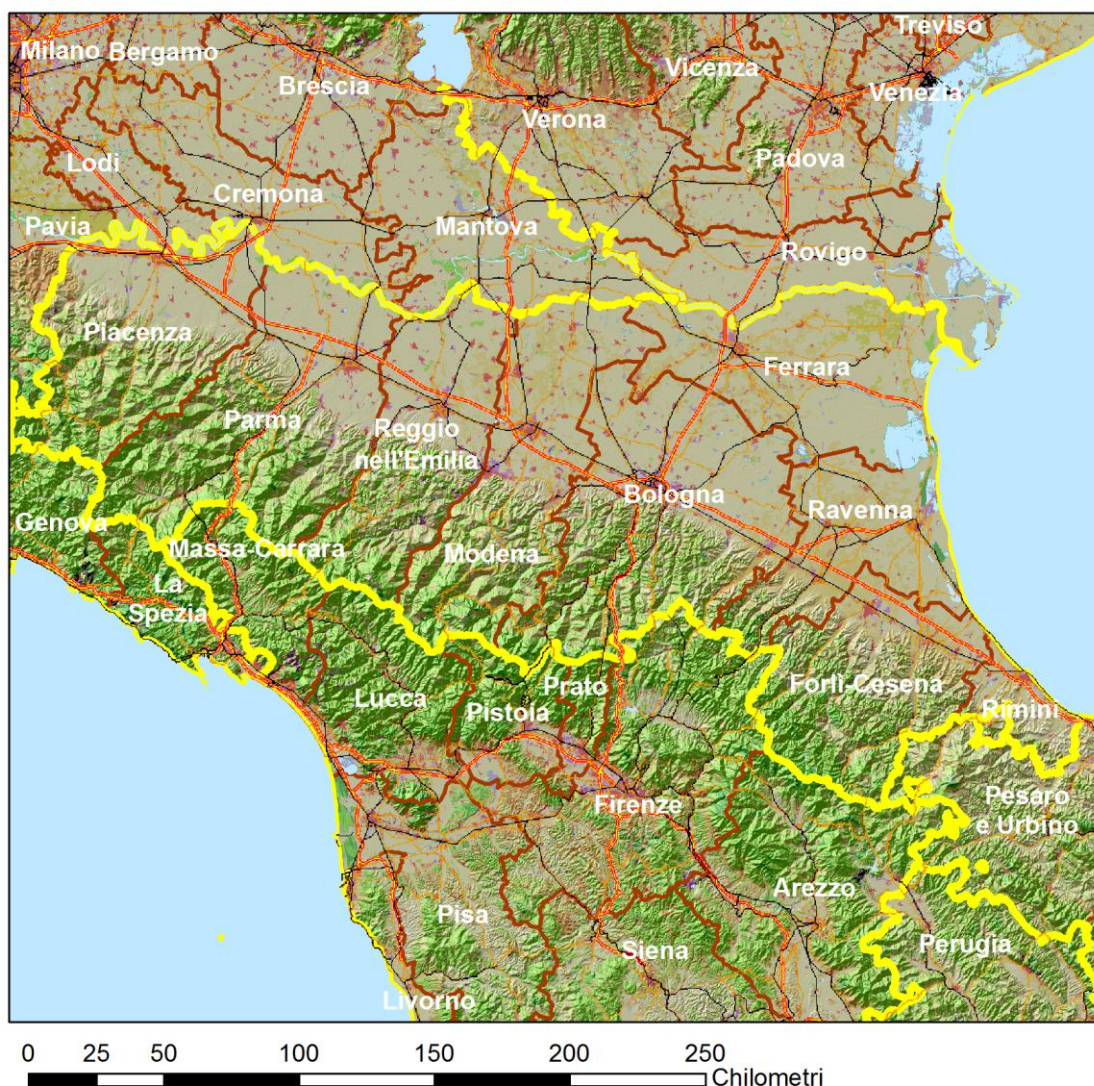 Treviso
Milano Bergamo
Vicenza
Brescia
Venezia
Verona
Padova
Lodi
Cremona
Mantova
Pavia
Rovigo
Piacenza
Ferrara
Parma
Reggio
nell'Emilia
Bologna
Ravenna
Genova
Massa-Carrara
Modena
La
Spezia
Forlì-Cesena
Prato
Lucca
Pistoia
Rimini
Firenze
Pesaro
e Urbino
Arezzo
Pisa
Siena
Perugia
Livorno
0 25 50 100 150 200 250
Chilometri